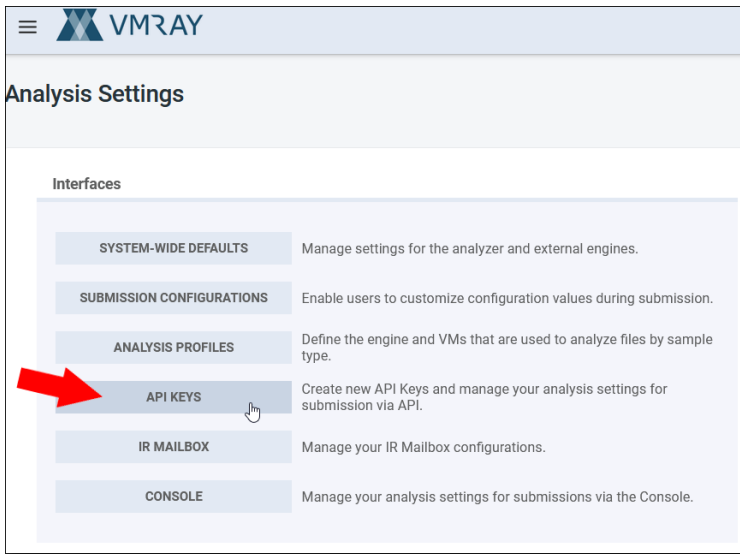 VMRAY
Analysis Settings
Interfaces
SYSTEM-WIDE DEFAULTS Manage settings for the analyzer and external engines.
SUBMISSION CONFIGURATIONS Enable users to customize configuration values during submission.
ANALYSIS PROFILES Define the engine and VMs that are used to analyze files by sample
type.
API KEYS Create new API Keys and manage your analysis settings for
submission via API.
IR MAILBOX Manage your IR Mailbox configurations.
CONSOLE Manage your analysis settings for submissions via the Console.